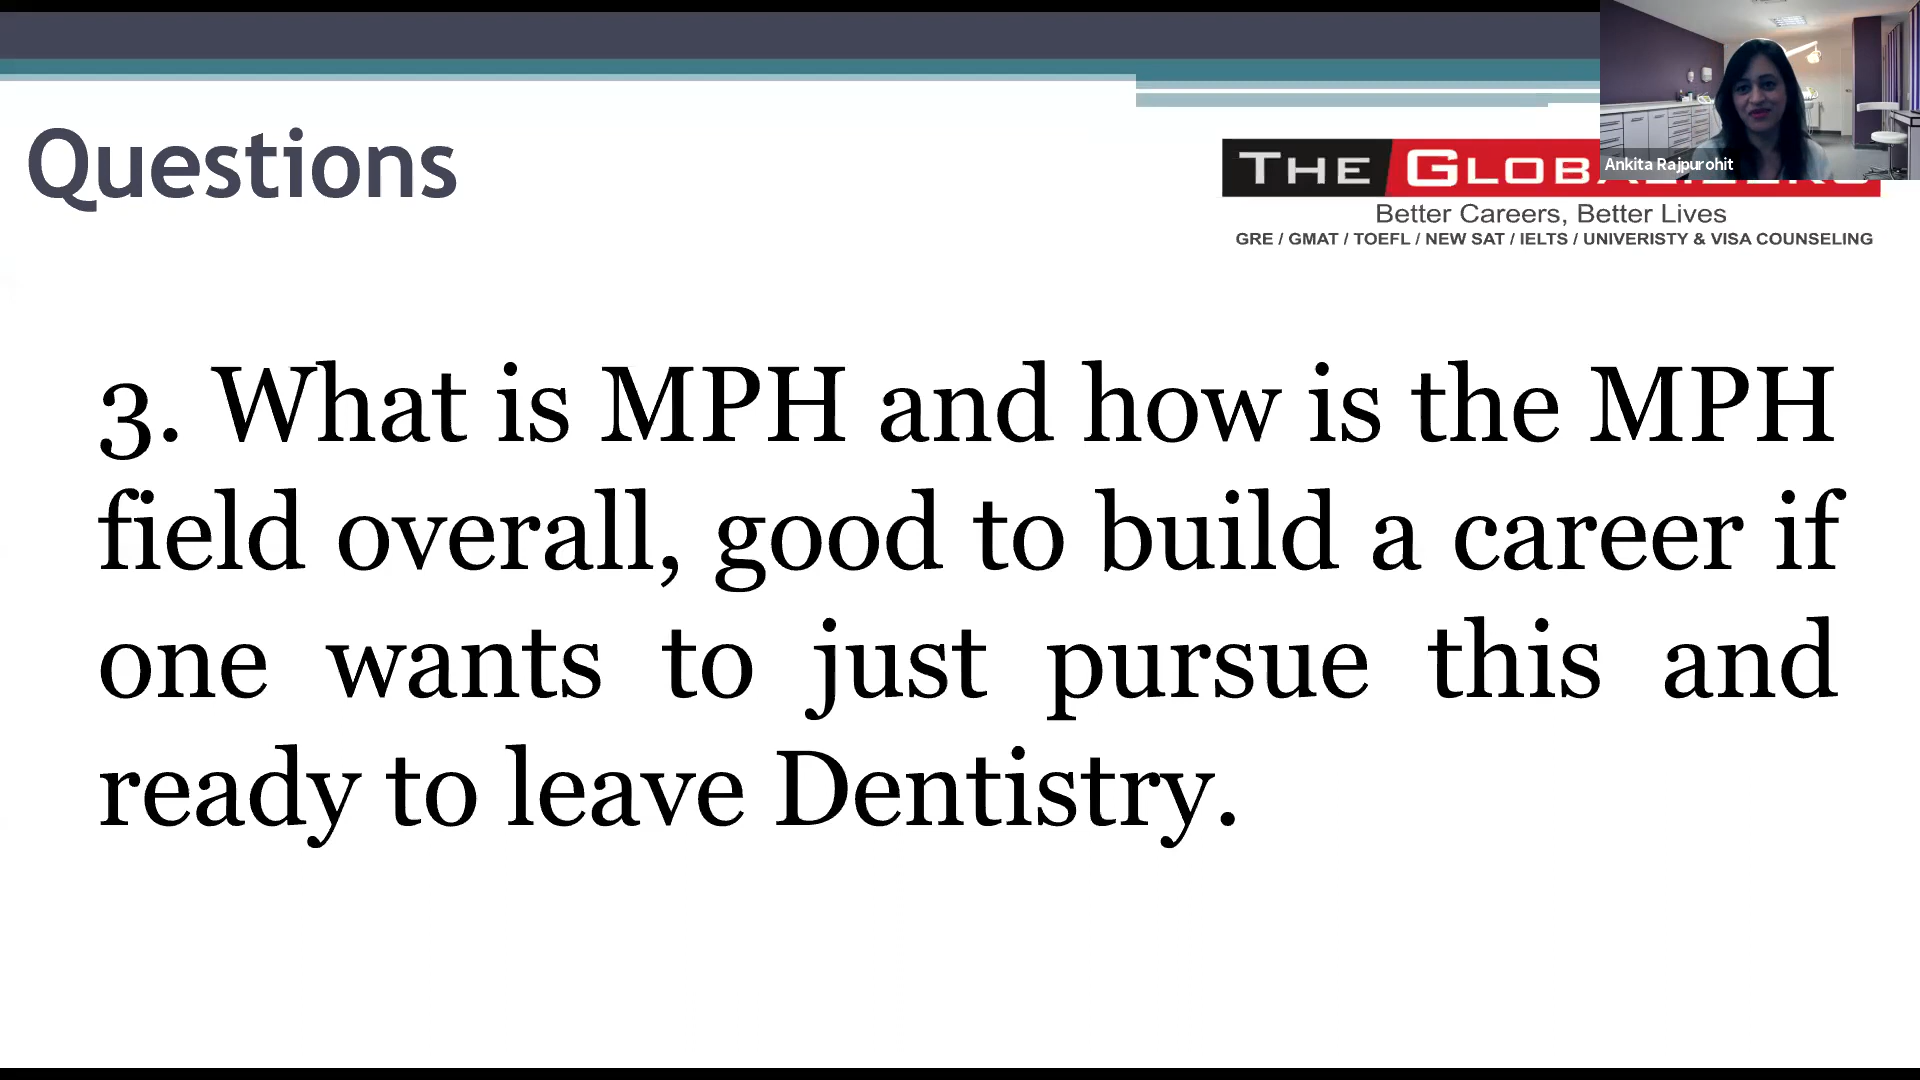 Questions
THE GLOB
Ankita Rajpurohit
Better Careers, Better Lives
GRE / GMAT / TOEFL / NEW SAT / IELTS / UNIVERISTY & VISA COUNSELING
3. What is MPH and how is the MPH
field overall, good to build a career if
one wants to just pursue this and
ready to leave Dentistry.